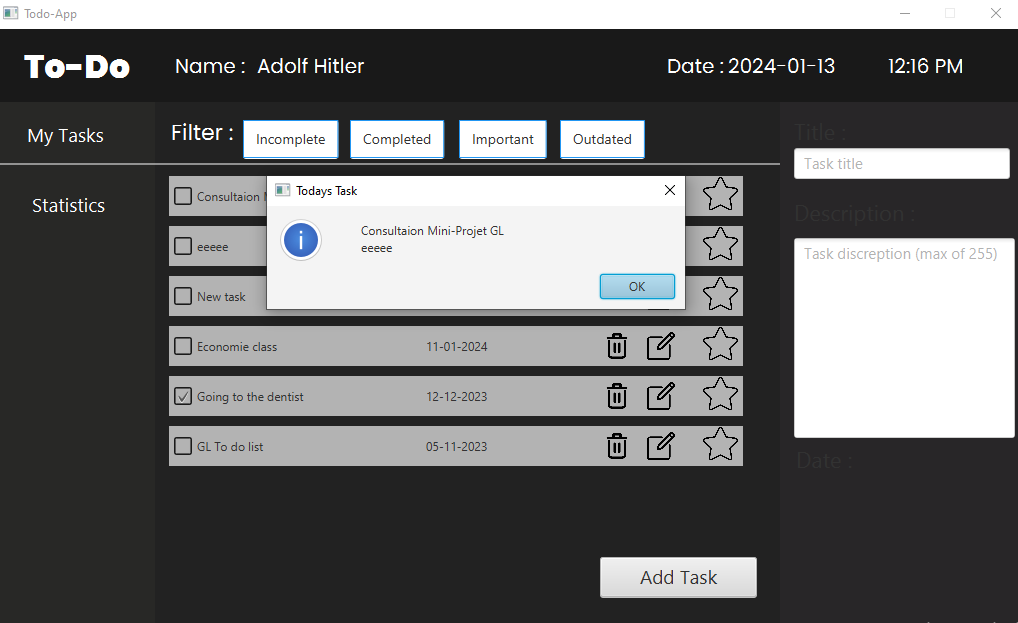 Todo-App
To-Do
Name : Adolf Hitler
Date : 2024-01-13
12:16 PM
My Tasks
Statistics
Filter :
Incomplete
Completed
Important
Outdated
Consultaion
Todays Task
Consultaion Mini-Projet GL
eeeee
OK
eeeee
New task
Economie class 11-01-2024
Going to the dentist 12-12-2023
GL To do list 05-11-2023
Add Task
Title :
Task title
Description :
Task discreption (max of 255)
Date :